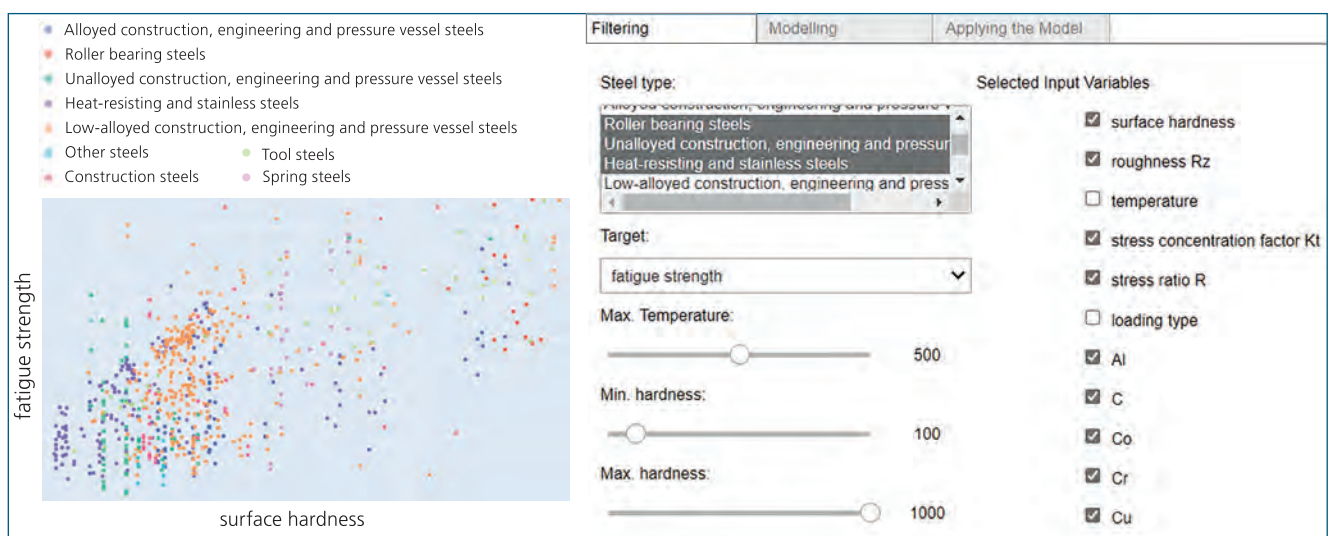 Alloyed construction, engineering and pressure vessel steels
Roller bearing steels
Unalloyed construction, engineering and pressure vessel steels
Heat-resisting and stainless steels
Low-alloyed construction, engineering and pressure vessel steels
Other steels
Tool steels
Construction steels
Spring steels
fatigue strength
surface hardness
Filtering
Modelling
Applying the Model
Steel type:
Alloyed construction, engineering and pressure v
Roller bearing steels
Unalloyed construction, engineering and pressur
Heat-resisting and stainless steels
Low-alloyed construction, engineering and press
Target:
fatigue strength
Max. Temperature:
500
Min. hardness:
100
Max. hardness:
1000
Selected Input Variables
surface hardness
roughness Rz
temperature
stress concentration factor Kt
stress ratio R
loading type
Al
C
Co
Cr
Cu